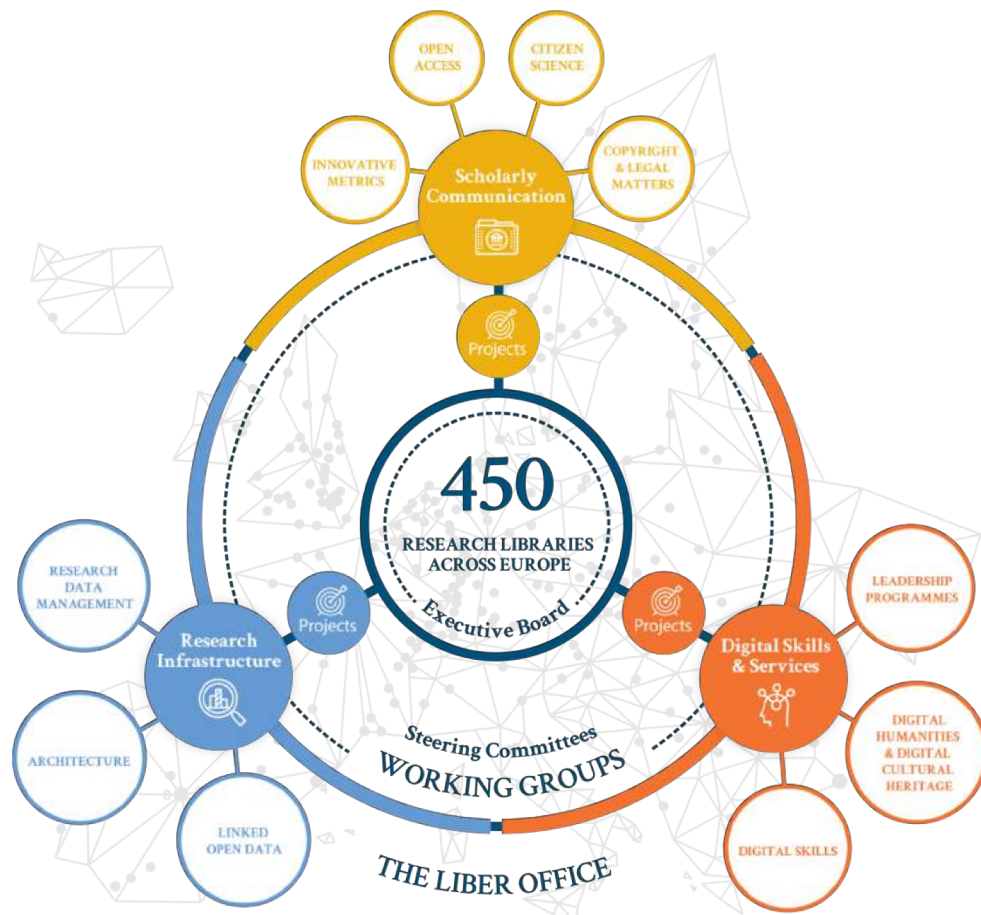 OPEN
ACCESS
CITIZEN
SCIENCE
INNOVATIVE
METRICS
COPYRIGHT
& LEGAL
MATTERS
Scholarly
Communication
Projects
450
RESEARCH LIBRARIES
ACROSS EUROPE
Executive Board
RESEARCH
DATA
MANAGEMENT
Projects
Research
Infrastructure
ARCHITECTURE
LINKED
OPEN DATA
Projects
Digital Skills
& Services
LEADERSHIP
PROGRAMMES
DIGITAL
HUMANITIES
& DIGITAL
CULTURAL
HERITAGE
DIGITAL SKILLS
Steering Committees
WORKING GROUPS
THE LIBER OFFICE